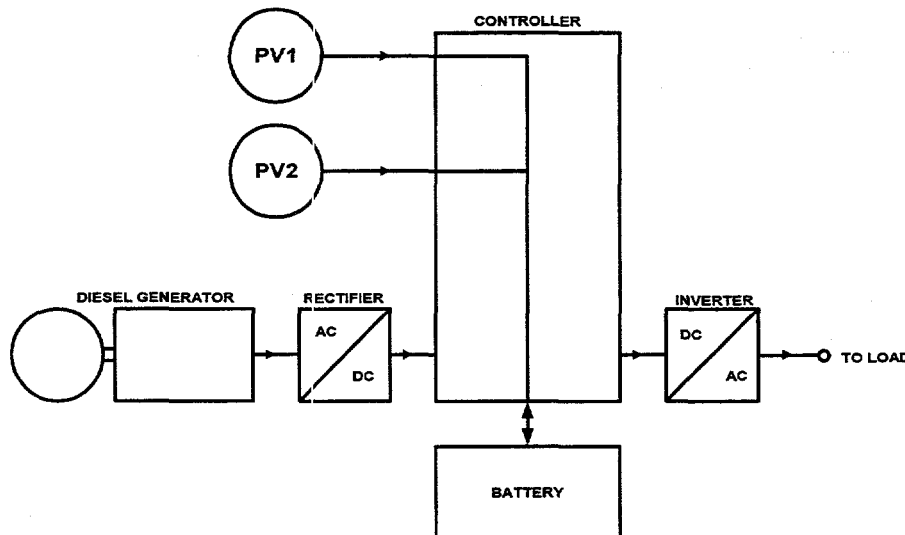 CONTROLLER
PV1
PV2
DIESEL GENERATOR
RECTIFIER
INVERTER
AC
DC
DC
AC
TO LOAD
BATTERY